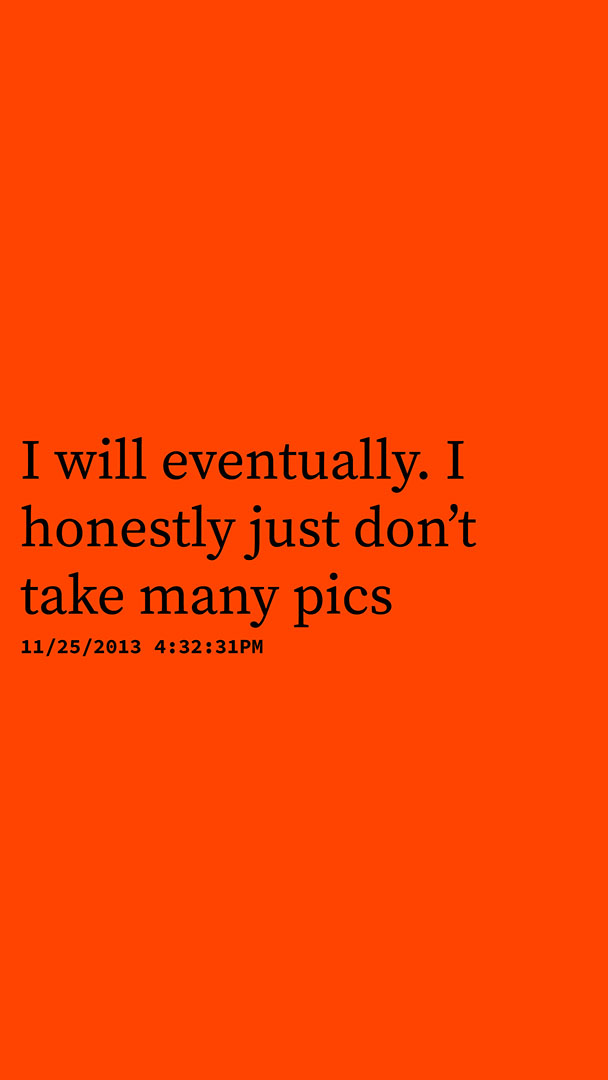 I will eventually. I
honestly just don’t
take many pics
11/25/2013 4:32:31PM